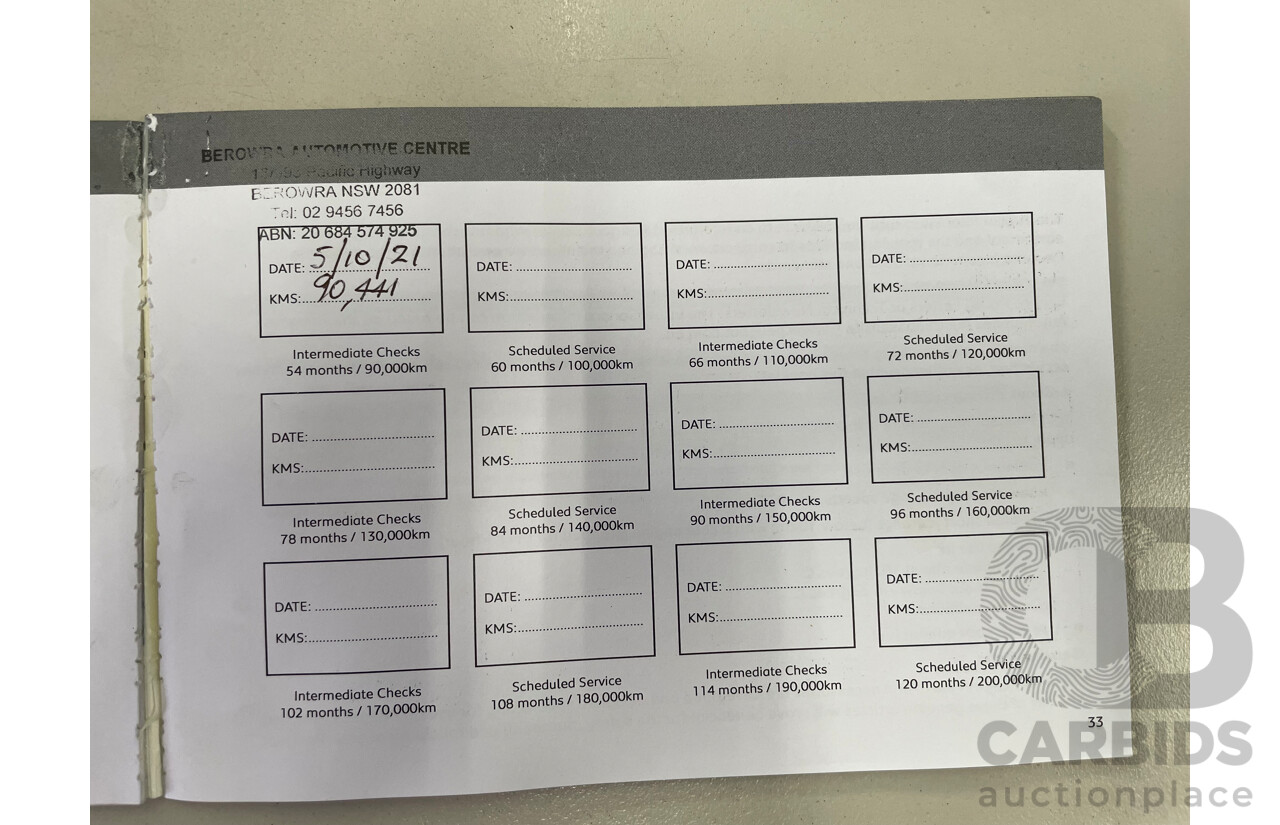 BEROWRA AUTOMOTIVE CENTRE
Pacific Highway
BEROWRA NSW 2081
Tel: 02 9456 7456
ABN: 20 684 574 925
DATE: 5/10/21
KMS: 90,441
Intermediate Checks
54 months / 90,000km
DATE:
KMS:
Scheduled Service
60 months / 100,000km
DATE:
KMS:
Intermediate Checks
66 months / 110,000km
DATE:
KMS:
Scheduled Service
72 months / 120,000km
DATE:
KMS:
Intermediate Checks
78 months / 130,000km
DATE:
KMS:
Scheduled Service
84 months / 140,000km
DATE:
KMS:
Intermediate Checks
90 months / 150,000km
DATE:
KMS:
Scheduled Service
96 months / 160,000km
DATE:
KMS:
Intermediate Checks
102 months / 170,000km
DATE:
KMS:
Scheduled Service
108 months / 180,000km
DATE:
KMS:
Intermediate Checks
114 months / 190,000km
DATE:
KMS:
Scheduled Service
120 months / 200,000km
33
CARBIDS
auctionplace